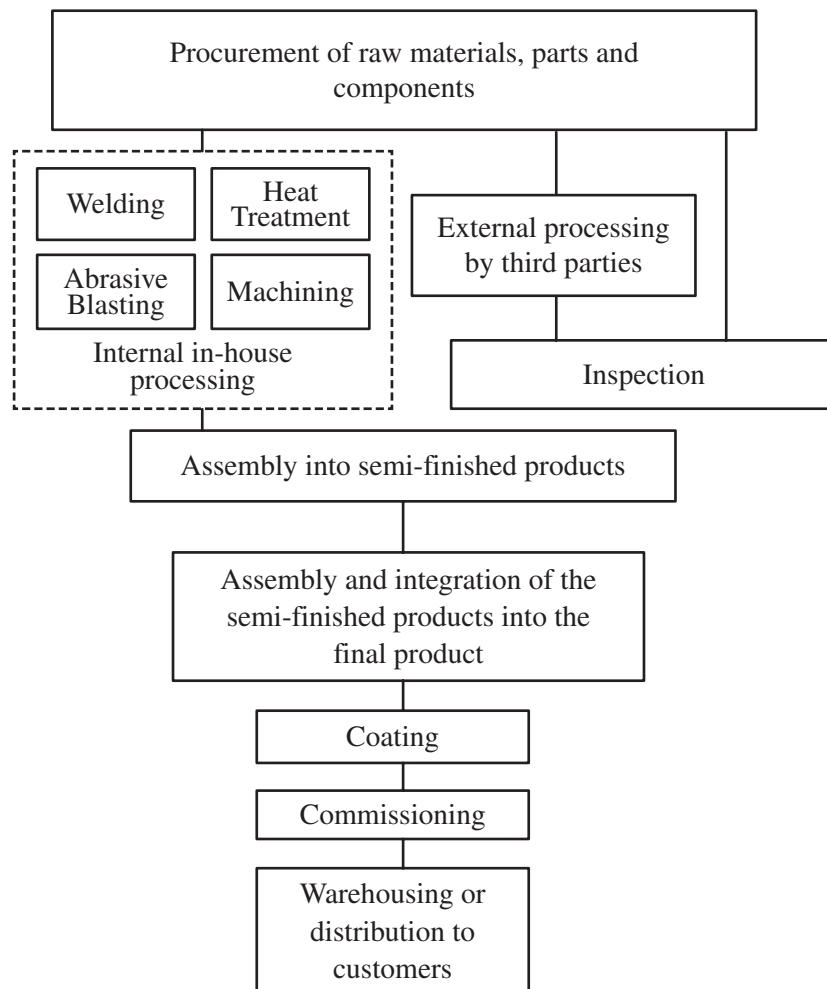 Procurement of raw materials, parts and
components
Welding
Heat
Treatment
Abrasive
Blasting
Machining
Internal in-house
processing
External processing
by third parties
Inspection
Assembly into semi-finished products
Assembly and integration of the
semi-finished products into the
final product
Coating
Commissioning
Warehousing or
distribution to
customers